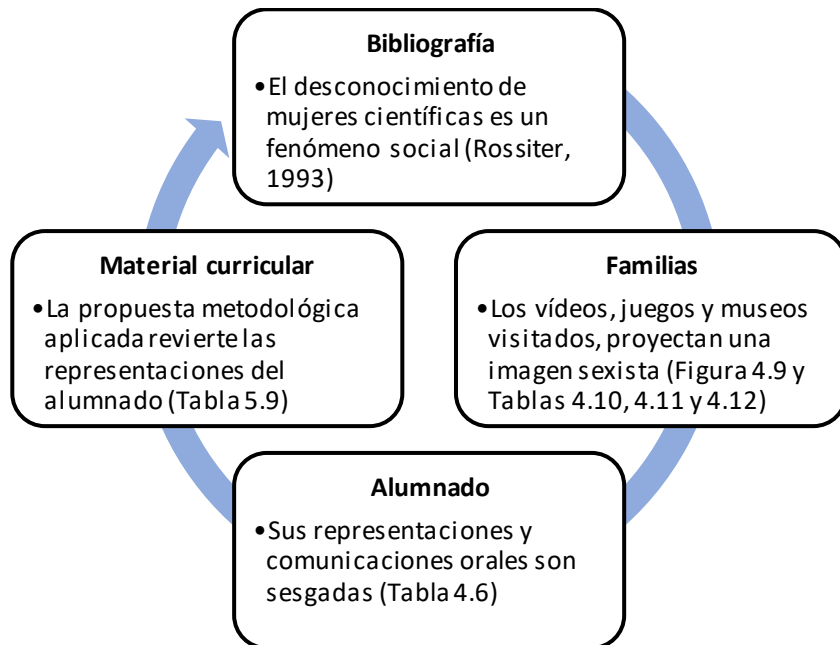 Bibliografía
•El desconocimiento de
mujeres científicas es un
fenómeno social (Rossiter,
1993)
Familias
•Los vídeos, juegos y museos
visitados, proyectan una
imagen sexista (Figura 4.9 y
Tablas 4.10, 4.11 y 4.12)
Alumnado
•Sus representaciones y
comunicaciones orales son
sesgadas (Tabla 4.6)
Material curricular
•La propuesta metodológica
aplicada revierte las
representaciones del
alumnado (Tabla 5.9)